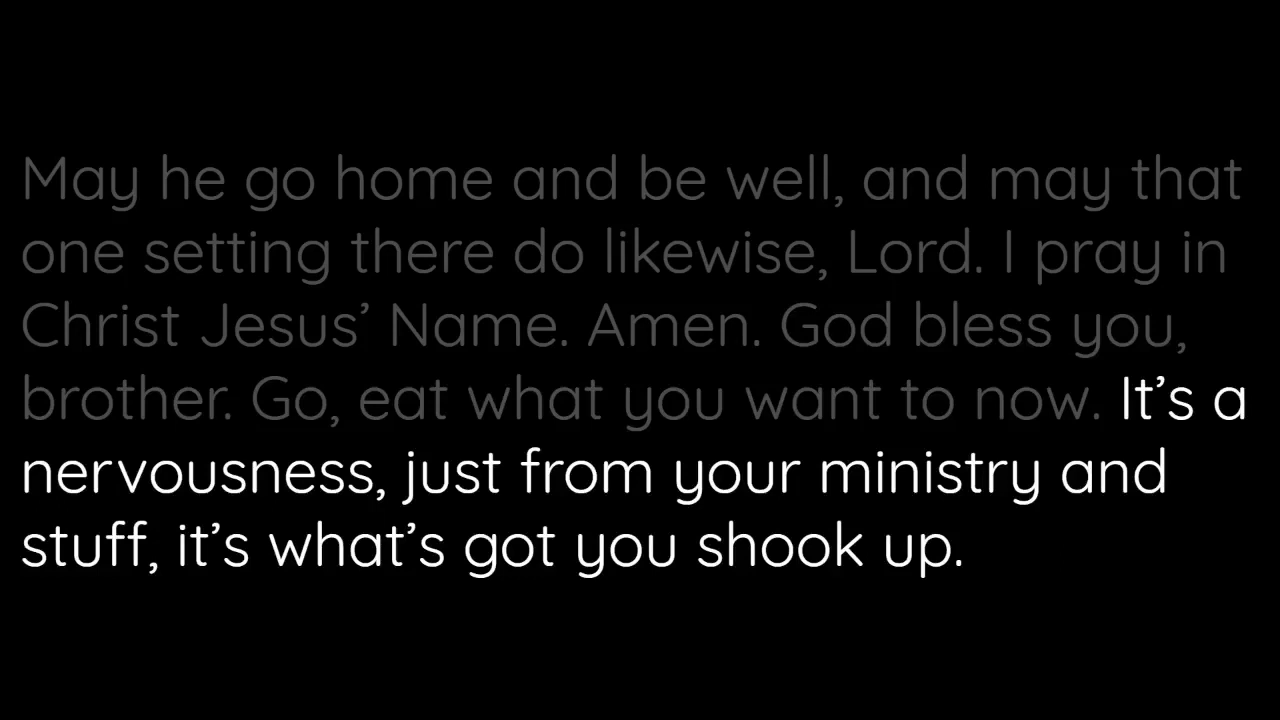 May he go home and be well, and may that
one setting there do likewise, Lord. I pray in
Christ Jesus’ Name. Amen. God bless you,
brother. Go, eat what you want to now. It’s a
nervousness, just from your ministry and
stuff, it’s what’s got you shook up.